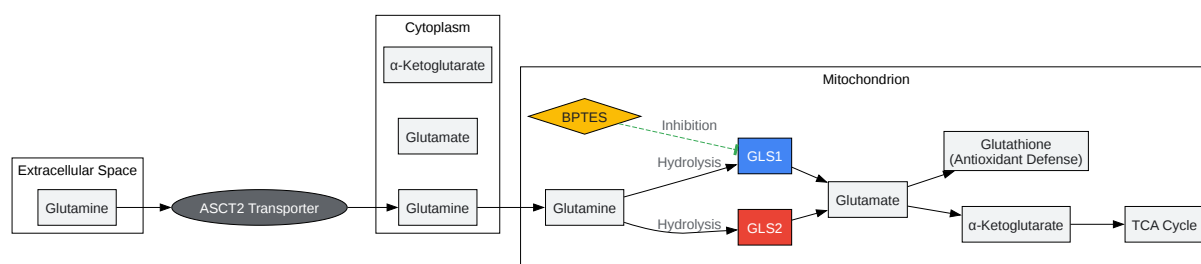 Extracellular Space
Glutamine
ASCT2 Transporter
Cytoplasm
α-Ketoglutarate
Glutamate
Glutamine
Mitochondrion
BPTES
Inhibition
Glutamine
Hydrolysis
Hydrolysis
GLS1
GLS2
Glutamate
Glutathione
(Antioxidant Defense)
α-Ketoglutarate
TCA Cycle